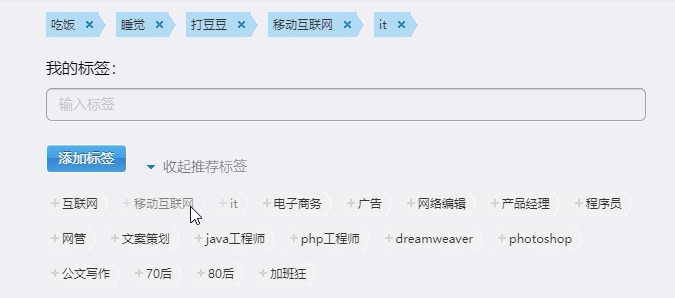 吃饭 × 睡觉 × 打豆豆 × 移动互联网 × it ×
我的标签：
输入标签
添加标签 收起推荐标签
+互联网 +移动互联网 +it +电子商务 +广告 +网络编辑 +产品经理 +程序员
+网管 +文案策划 +java工程师 +php工程师 +dreamweaver +photoshop
+公文写作 +70后 +80后 +加班狂